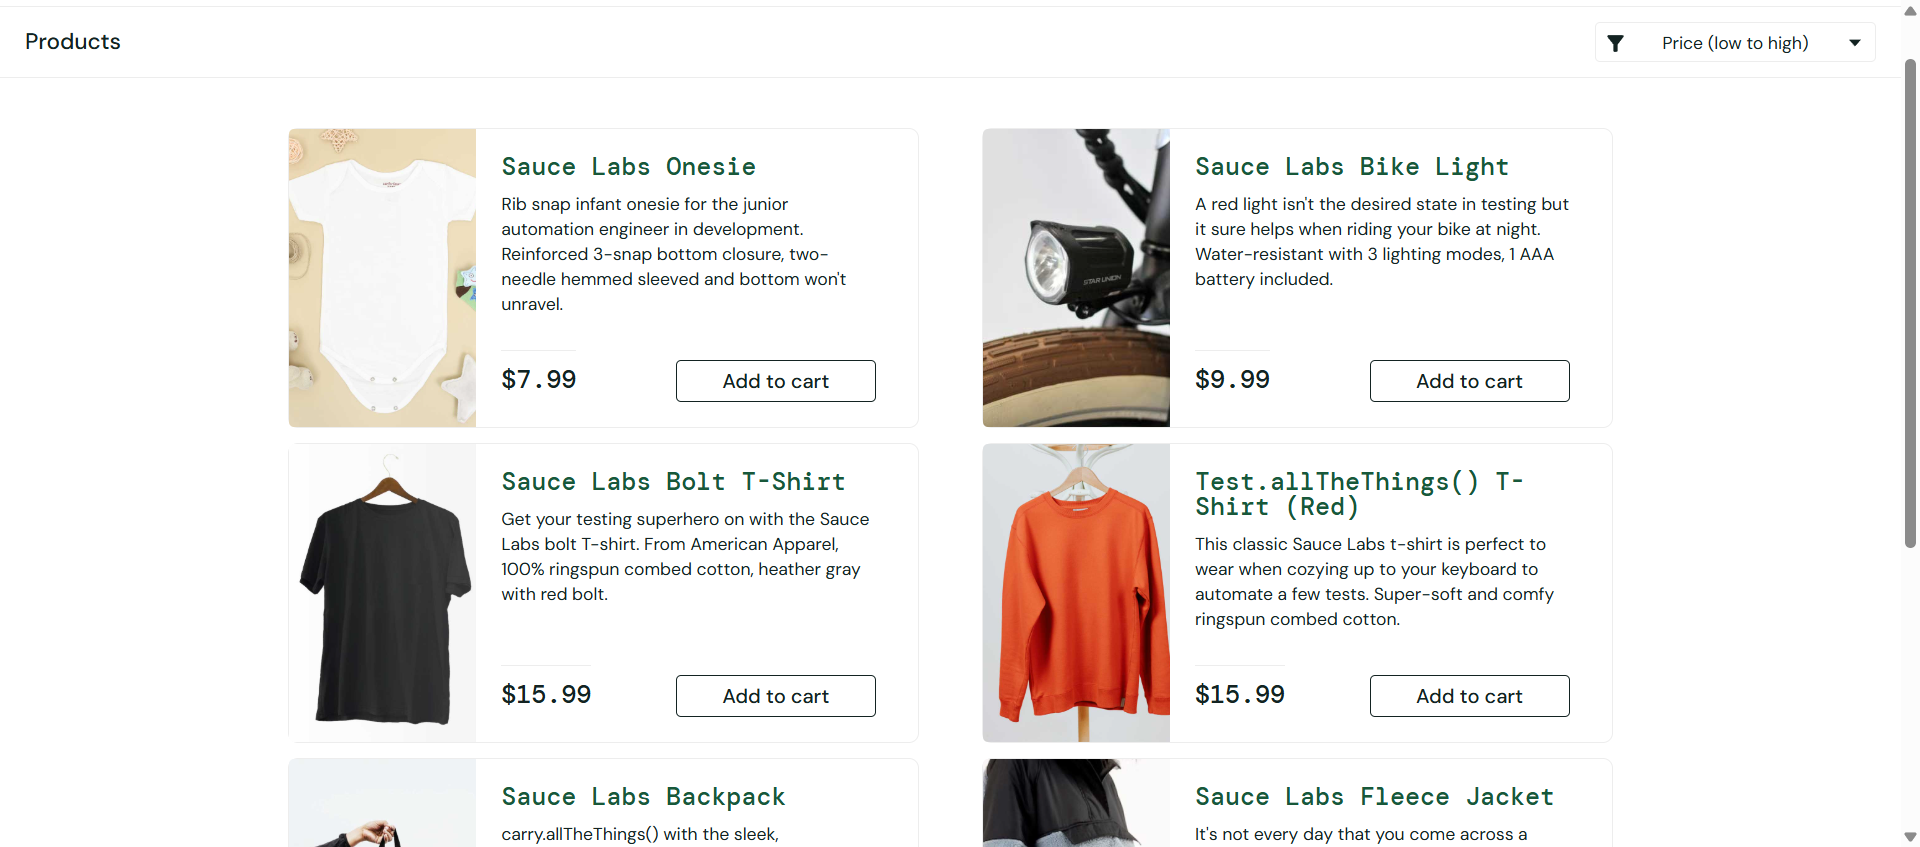 Products
Price (low to high)
Sauce Labs Onesie
Rib snap infant onesie for the junior
automation engineer in development.
Reinforced 3-snap bottom closure, two-
needle hemmed sleeved and bottom won't
unravel.
$7.99
Add to cart
Sauce Labs Bike Light
A red light isn't the desired state in testing but
it sure helps when riding your bike at night.
Water-resistant with 3 lighting modes, 1 AAA
battery included.
$9.99
Add to cart
STAR UNION
Sauce Labs Bolt T-Shirt
Get your testing superhero on with the Sauce
Labs bolt T-shirt. From American Apparel,
100% ringspun combed cotton, heather gray
with red bolt.
$15.99
Add to cart
Test.allTheThings() T-
Shirt (Red)
This classic Sauce Labs t-shirt is perfect to
wear when cozying up to your keyboard to
automate a few tests. Super-soft and comfy
ringspun combed cotton.
$15.99
Add to cart
Sauce Labs Backpack
carry.allTheThings() with the sleek,
Sauce Labs Fleece Jacket
It's not every day that you come across a